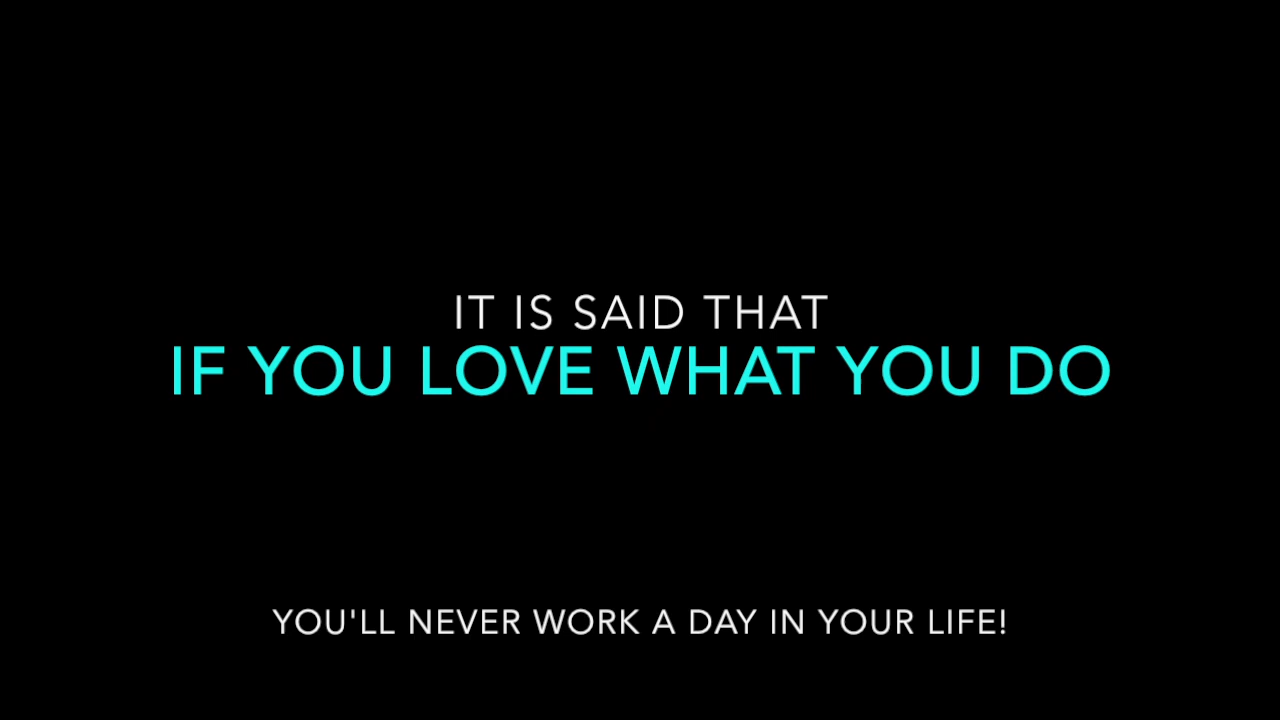 IT IS SAID THAT
IF YOU LOVE WHAT YOU DO
YOU'LL NEVER WORK A DAY IN YOUR LIFE!